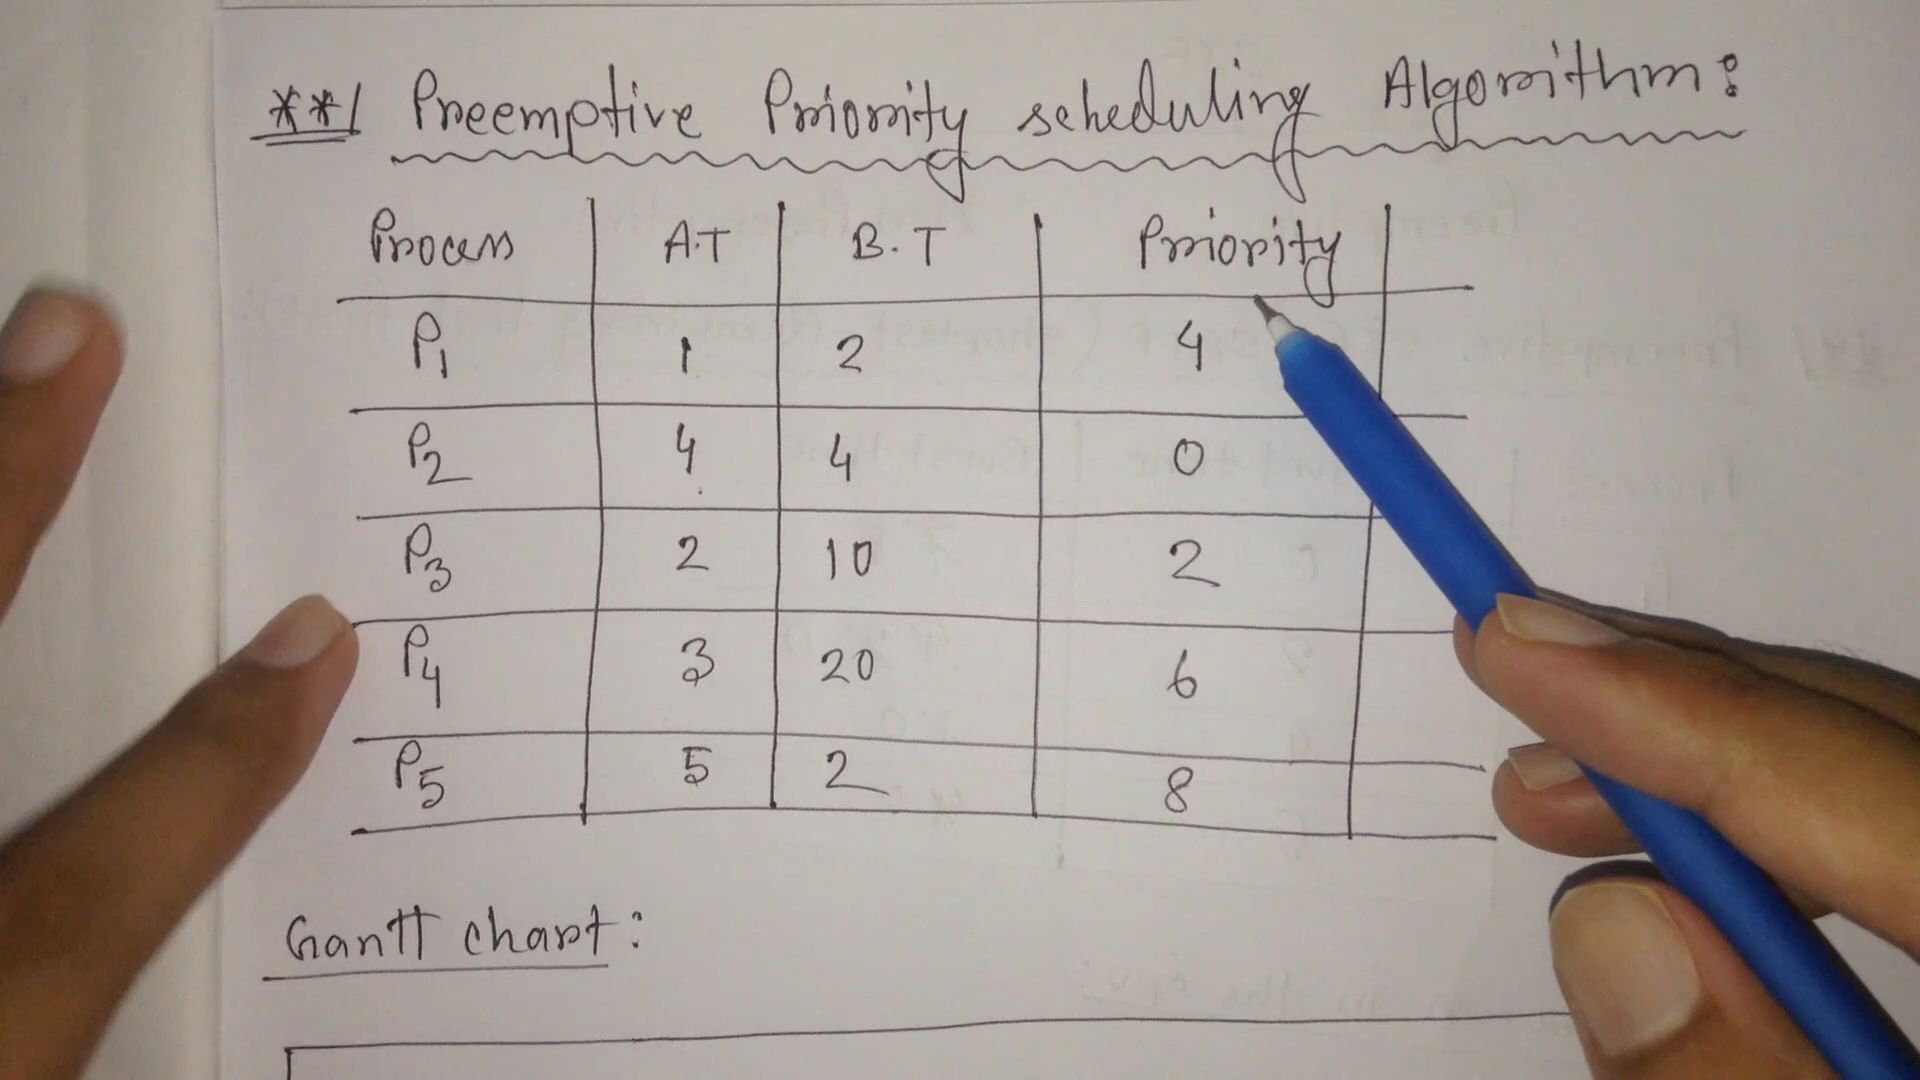 **/ Preemptive Priority scheduling Algorithm:
Process A.T B.T Priority
P1 1 2 4
P2 4 4 0
P3 2 10 2
P4 3 20 6
P5 5 2 8
Gantt chart: